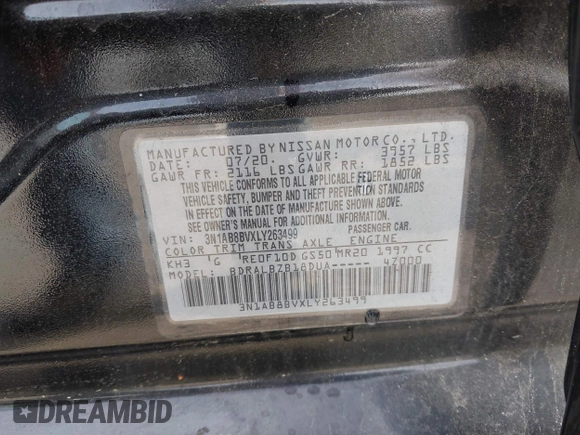 MANUFACTURED BY NISSAN MOTOR CO., LTD.
DATE: 07/20. GVWR: 3957 LBS
GAWR FR: 2116 LBS GAWR RR: 1852 LBS
THIS VEHICLE CONFORMS TO ALL APPLICABLE FEDERAL MOTOR
VEHICLE SAFETY, BUMPER AND THEFT PREVENTION STANDARDS
IN EFFECT ON THE DATE OF MANUFACTURE SHOWN ABOVE.
SEE OWNER'S MANUAL FOR ADDITIONAL INFORMATION.
VIN: 3N1AB8BVXLY263499 PASSENGER CAR.
COLOR TRIM TRANS AXLE ENGINE
KH3 G RE0F10D GS50 MR20 1997 CC
MODEL: BDRALBZB18DUA----- 47000
3N1AB8BVXLY263499
DREAMBID